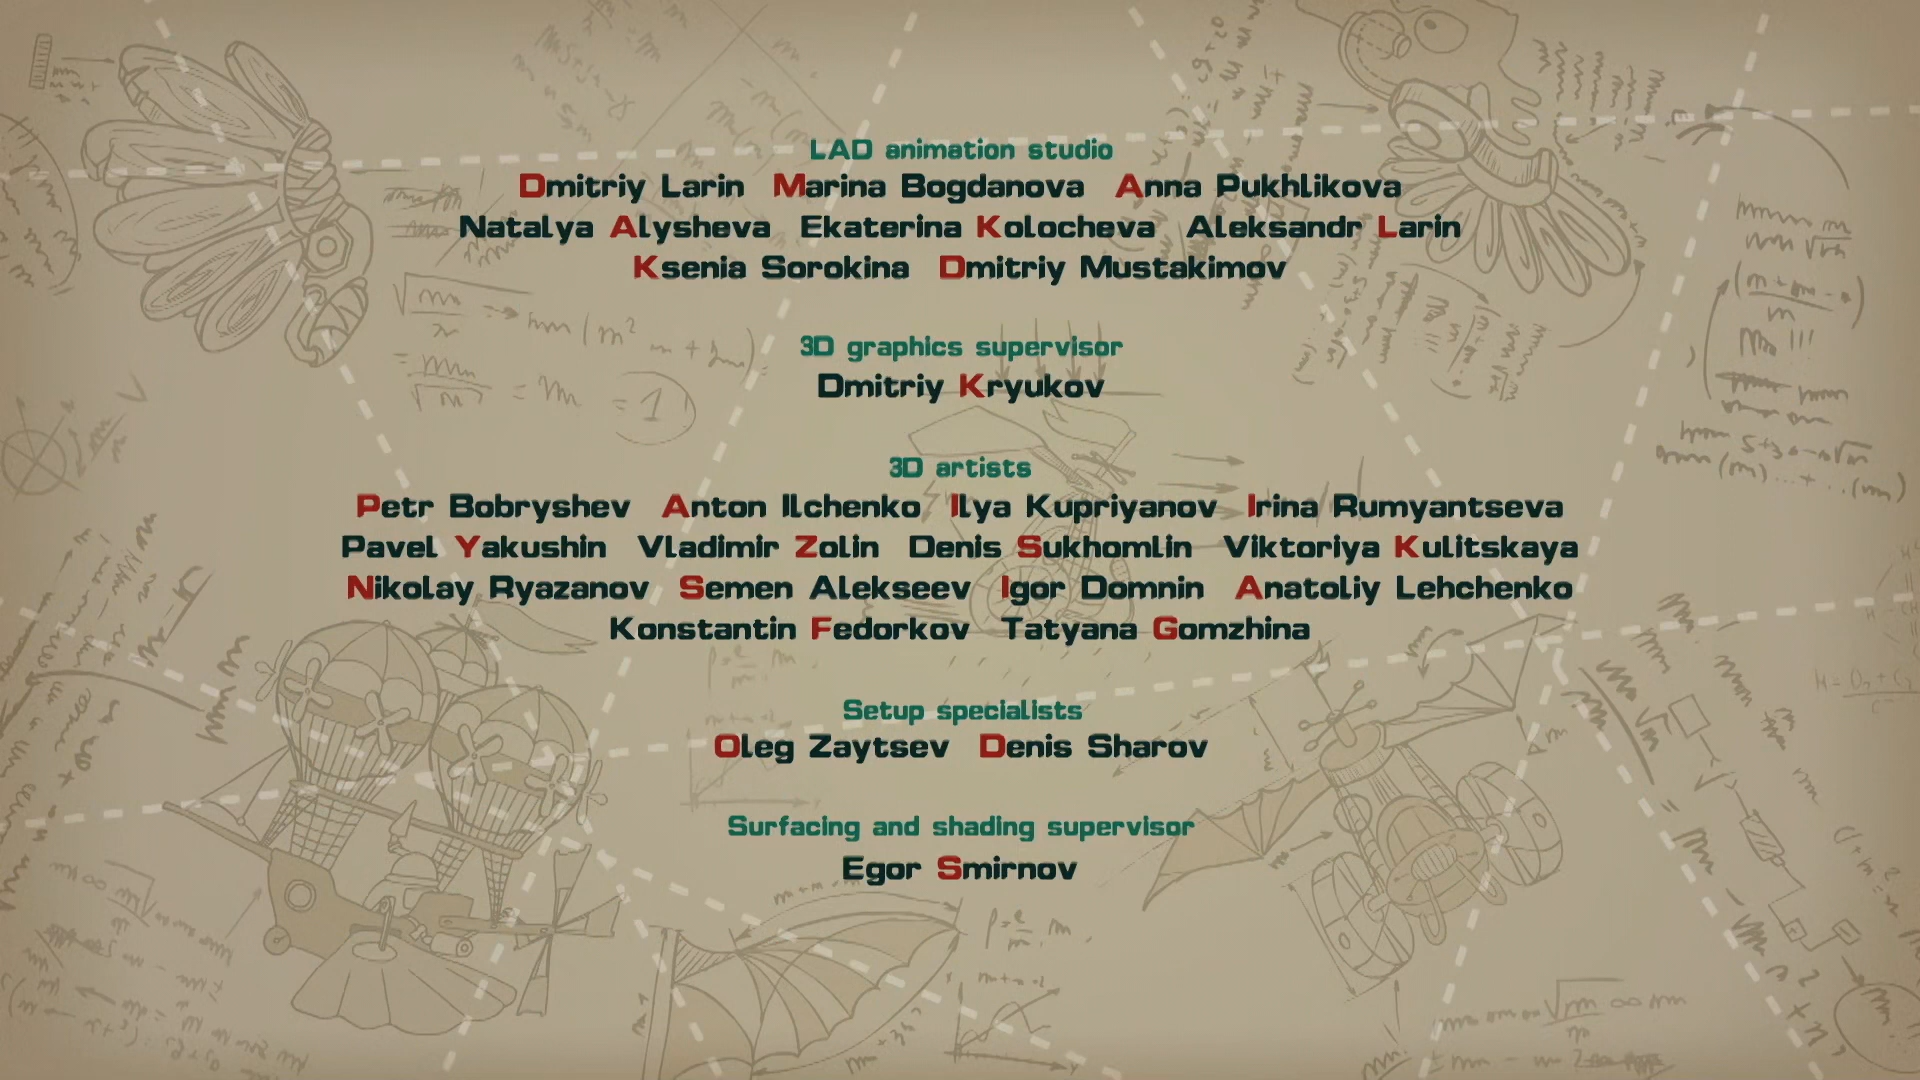 LAD animation studio
Dmitriy Larin Marina Bogdanova Anna Pukhlikova
Natalya Alysheva Ekaterina Kolocheva Aleksandr Larin
Ksenia Sorokina Dmitriy Mustakimov
3D graphics supervisor
Dmitriy Kryukov
3D artists
Petr Bobryshev Anton Ilchenko Ilya Kupriyanov Irina Rumyantseva
Pavel Yakushin Vladimir Zolin Denis Sukhomlin Viktoriya Kulitskaya
Nikolay Ryazanov Semen Alekseev Igor Domnin Anatoliy Lehchenko
Konstantin Fedorkov Tatyana Gomzhina
Setup specialists
Oleg Zaytsev Denis Sharov
Surfacing and shading supervisor
Egor Smirnov